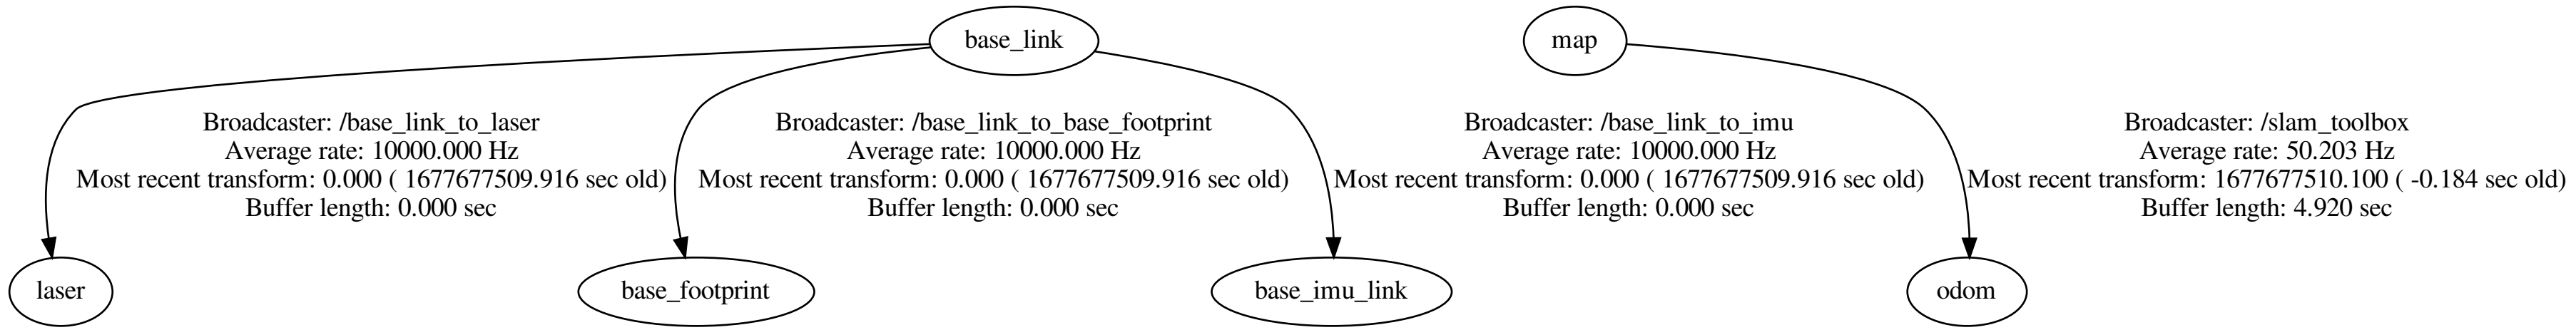 base_link
map
Broadcaster: /base_link_to_laser
Average rate: 10000.000 Hz
Most recent transform: 0.000 ( 1677677509.916 sec old)
Buffer length: 0.000 sec
Broadcaster: /base_link_to_base_footprint
Average rate: 10000.000 Hz
Most recent transform: 0.000 ( 1677677509.916 sec old)
Buffer length: 0.000 sec
Broadcaster: /base_link_to_imu
Average rate: 10000.000 Hz
Most recent transform: 0.000 ( 1677677509.916 sec old)
Buffer length: 0.000 sec
Broadcaster: /slam_toolbox
Average rate: 50.203 Hz
Most recent transform: 1677677510.100 ( -0.184 sec old)
Buffer length: 4.920 sec
laser
base_footprint
base_imu_link
odom